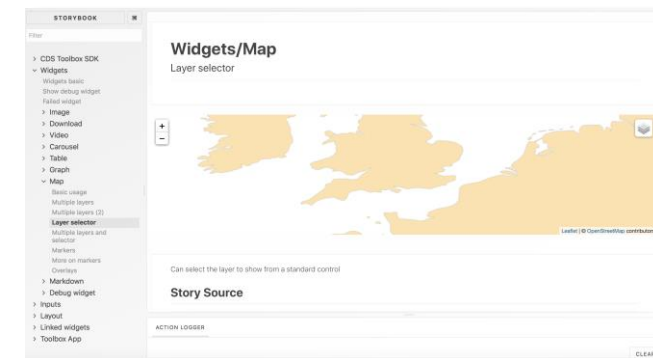 STORYBOOK
⌘
Filter
CDS Toolbox SDK
Widgets
Widgets basic
Show debug widget
Failed widget
Image
Download
Video
Carousel
Table
Graph
Map
Basic usage
Multiple layers
Multiple layers (2)
Layer selector
Multiple layers and
selector
Markers
More on markers
Overlays
Markdown
Debug widget
Inputs
Layout
Linked widgets
Toolbox App
Widgets/Map
Layer selector
+
−
Leaflet | © OpenStreetMap contributors
Can select the layer to show from a standard control
Story Source
ACTION LOGGER
CLEAR